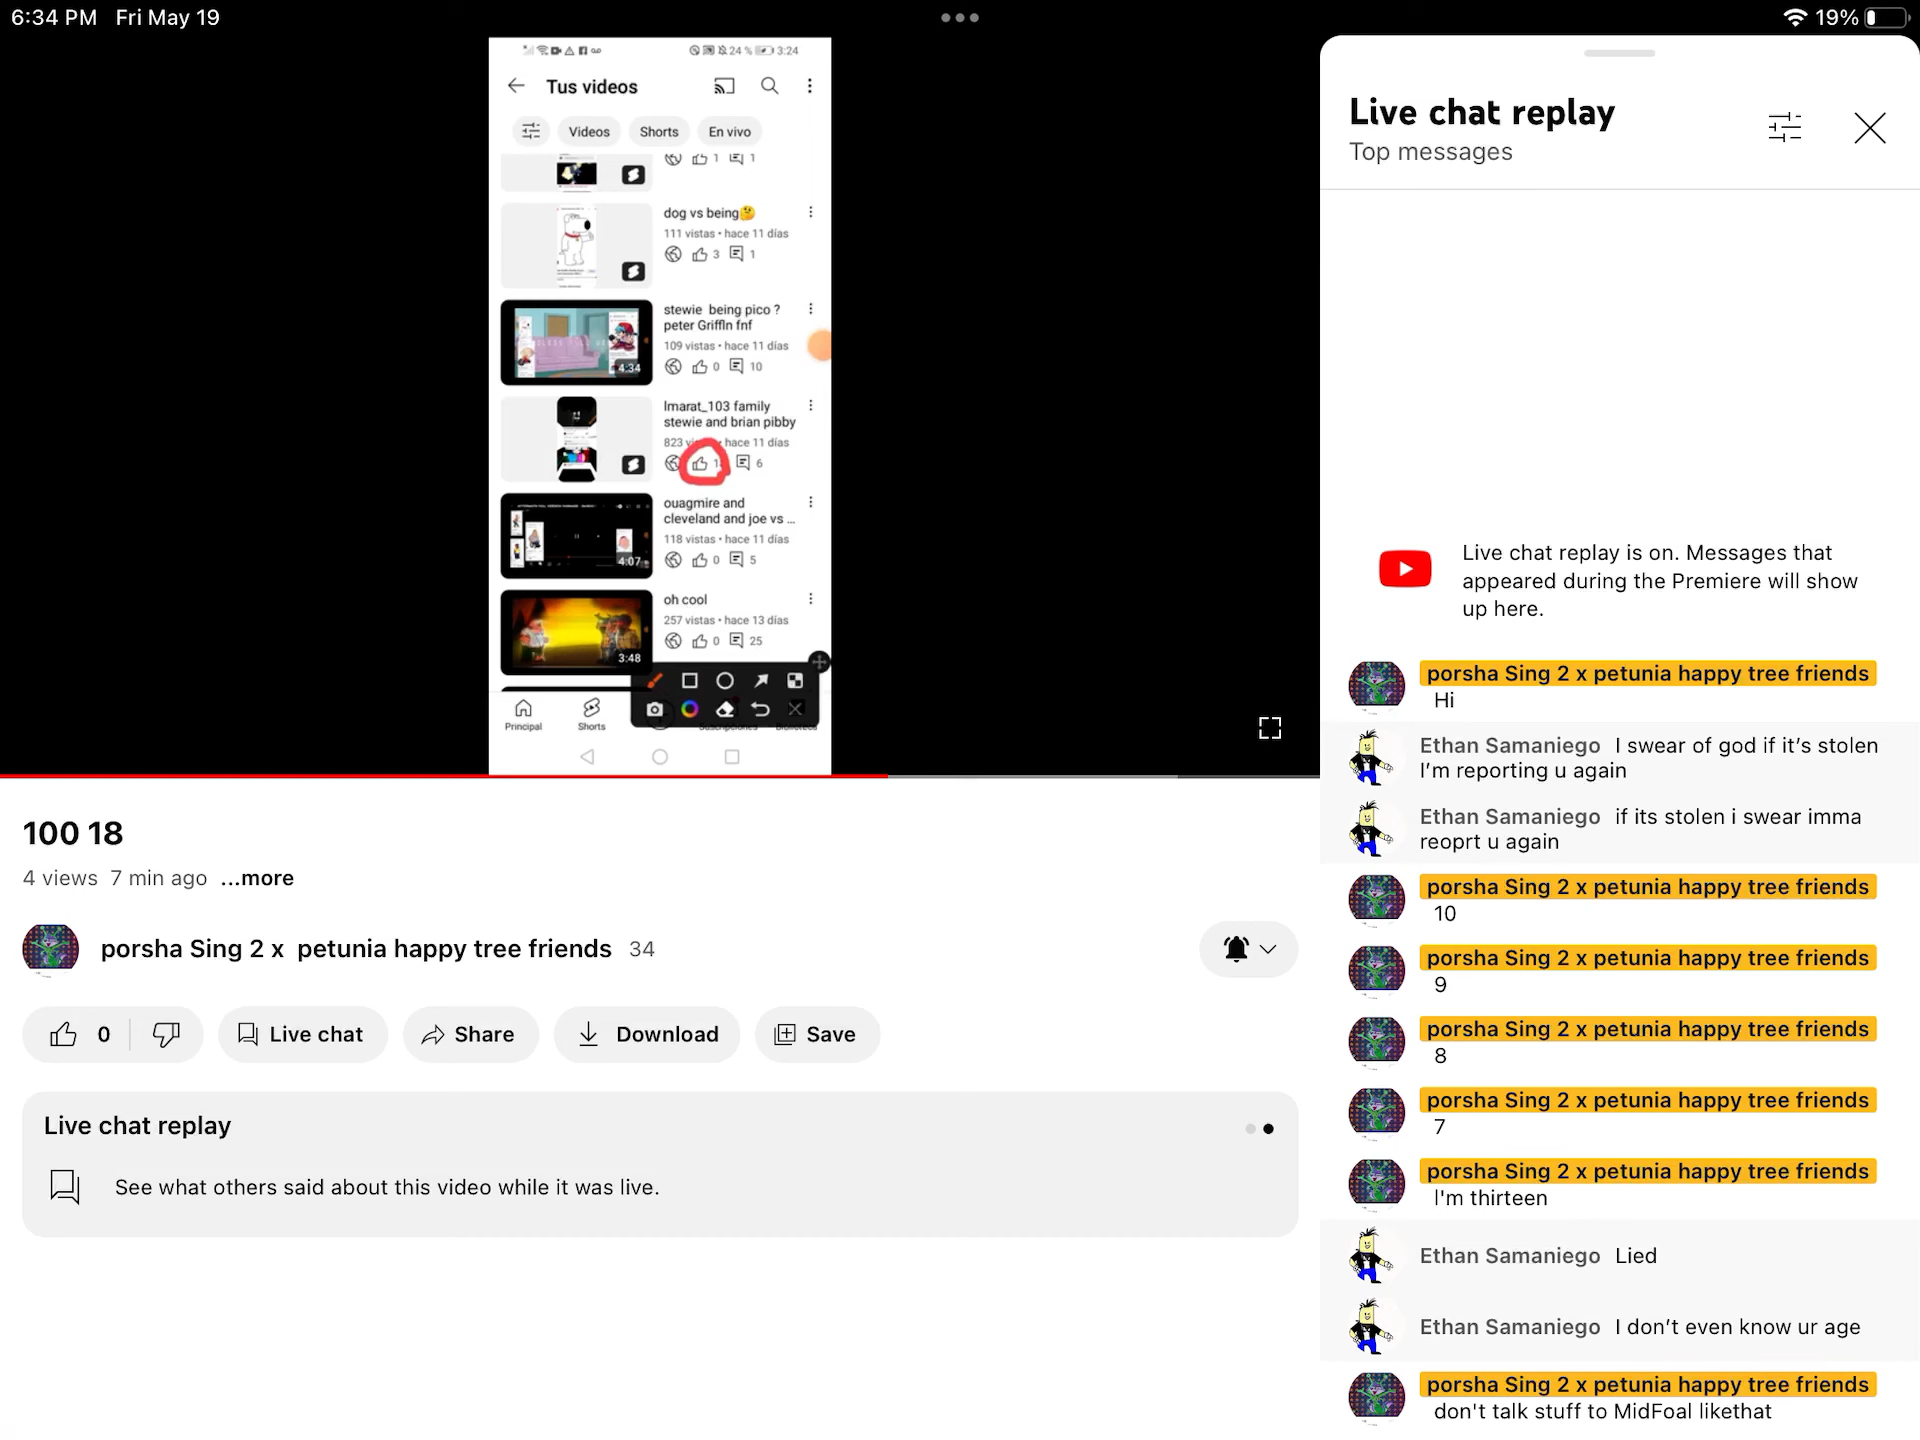 6:34 PM Fri May 19
19%
24 % 3:24
Tus videos
Videos Shorts En vivo
1 1
dog vs being🤔
111 vistas • hace 11 días
3 1
stewie being pico ?
peter Griffln fnf
109 vistas • hace 11 días
0 10
4:34
lmarat_103 family
stewie and brian pibby
823 hace 11 días
6
ouagmire and
cleveland and joe vs ...
118 vistas • hace 11 días
0 5
4:07
oh cool
257 vistas • hace 13 días
0 25
3:48
Principal Shorts
100 18
4 views 7 min ago ...more
porsha Sing 2 x petunia happy tree friends 34
0 Live chat Share Download Save
Live chat replay
See what others said about this video while it was live.
Live chat replay
Top messages
Live chat replay is on. Messages that
appeared during the Premiere will show
up here.
porsha Sing 2 x petunia happy tree friends
Hi
Ethan Samaniego I swear of god if it’s stolen
I’m reporting u again
Ethan Samaniego if its stolen i swear imma
reoprt u again
porsha Sing 2 x petunia happy tree friends
10
porsha Sing 2 x petunia happy tree friends
9
porsha Sing 2 x petunia happy tree friends
8
porsha Sing 2 x petunia happy tree friends
7
porsha Sing 2 x petunia happy tree friends
I'm thirteen
Ethan Samaniego Lied
Ethan Samaniego I don’t even know ur age
porsha Sing 2 x petunia happy tree friends
don't talk stuff to MidFoal likethat